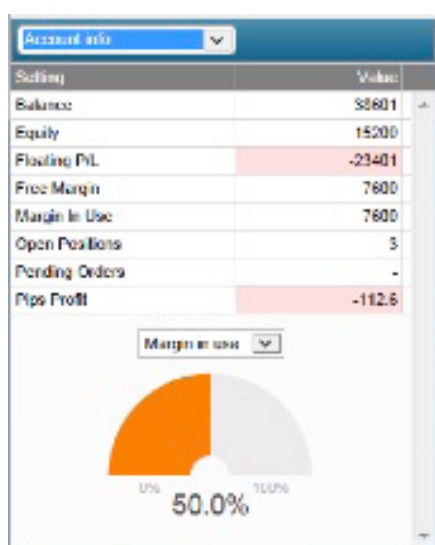 Account info
Setting Value
Balance 38601
Equity 15200
Floating P/L -23401
Free Margin 7600
Margin In Use 7600
Open Positions 3
Pending Orders -
Pips Profit -112.6
Margin in use
0% 100%
50.0%